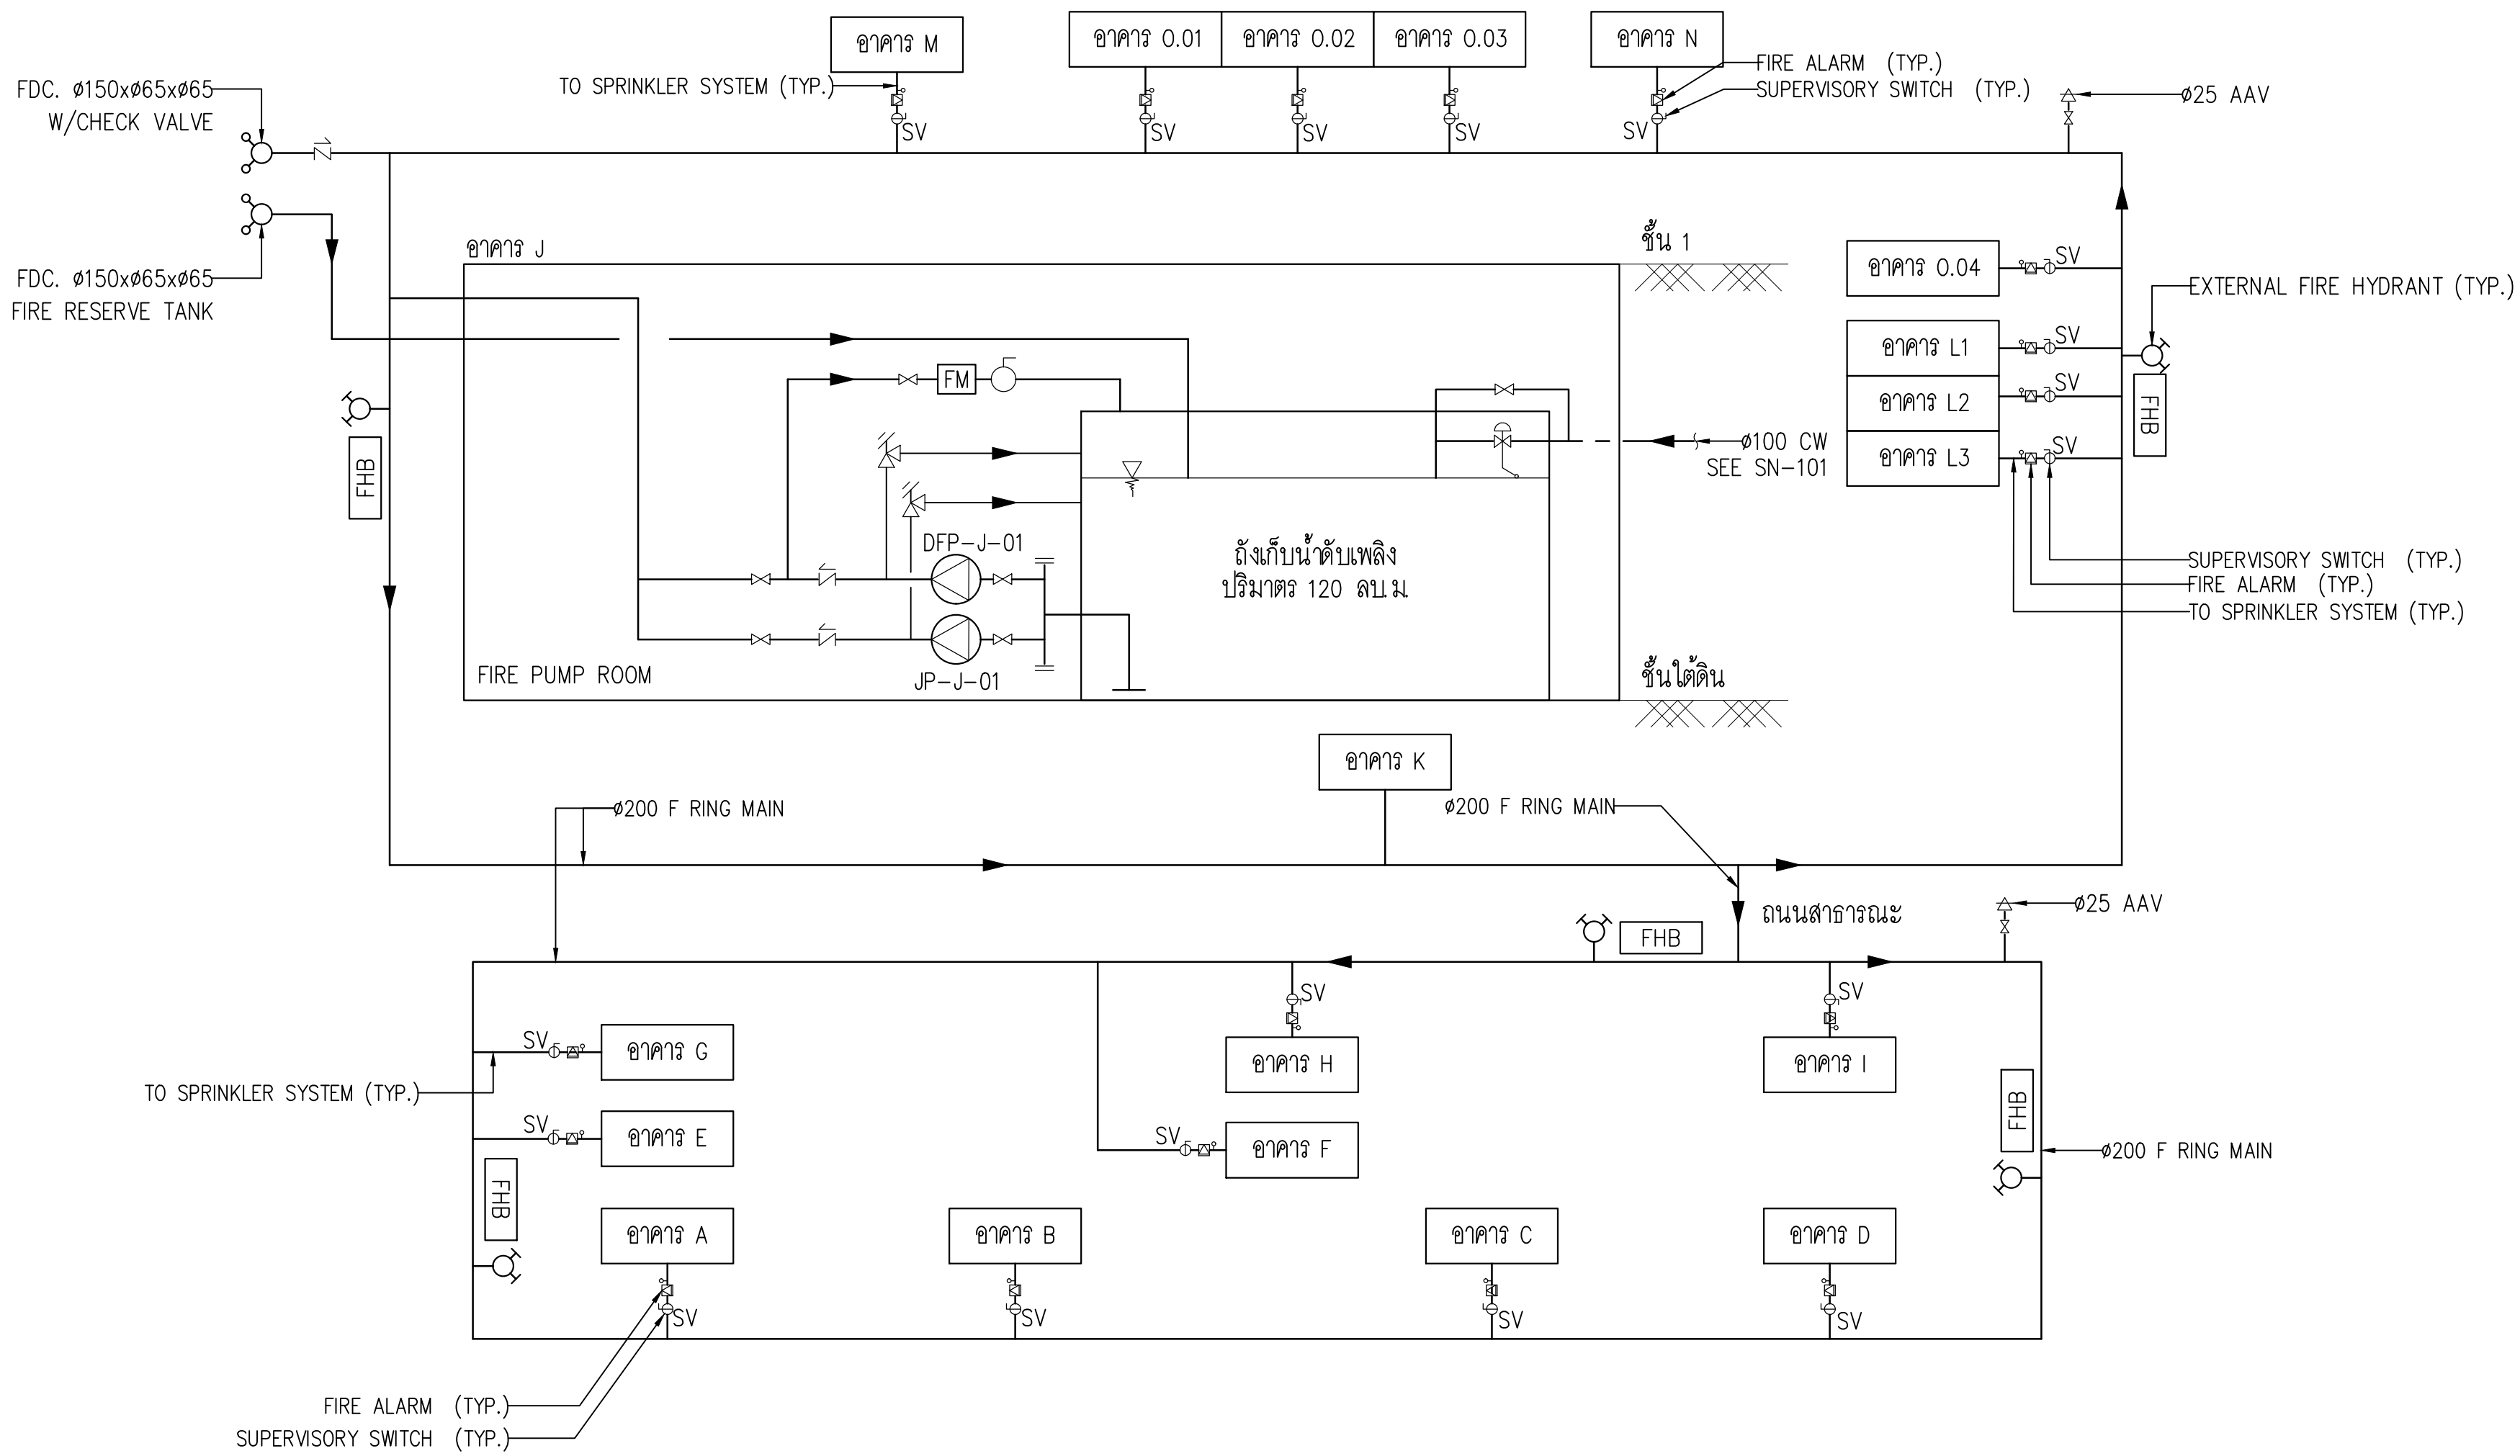 อาคาร M
อาคาร O.01
อาคาร O.02
อาคาร O.03
อาคาร N
FDC. ø150xø65xø65
W/CHECK VALVE
TO SPRINKLER SYSTEM (TYP.)
FIRE ALARM (TYP.)
SUPERVISORY SWITCH (TYP.)
ø25 AAV
SV
SV
SV
SV
SV
FDC. ø150xø65xø65
FIRE RESERVE TANK
อาคาร J
ชั้น 1
อาคาร O.04
SV
EXTERNAL FIRE HYDRANT (TYP.)
อาคาร L1
SV
อาคาร L2
SV
อาคาร L3
SV
FHB
FHB
FM
ø100 CW
SEE SN-101
DFP-J-01
JP-J-01
ถังเก็บน้ำดับเพลิง
ปริมาตร 120 ลบ.ม.
SUPERVISORY SWITCH (TYP.)
FIRE ALARM (TYP.)
TO SPRINKLER SYSTEM (TYP.)
FIRE PUMP ROOM
ชั้นใต้ดิน
อาคาร K
ø200 F RING MAIN
ø200 F RING MAIN
ถนนสาธารณะ
ø25 AAV
FHB
SV
SV
SV
อาคาร G
อาคาร H
อาคาร I
TO SPRINKLER SYSTEM (TYP.)
SV
อาคาร E
SV
อาคาร F
FHB
ø200 F RING MAIN
FHB
อาคาร A
อาคาร B
อาคาร C
อาคาร D
SV
SV
SV
SV
FIRE ALARM (TYP.)
SUPERVISORY SWITCH (TYP.)